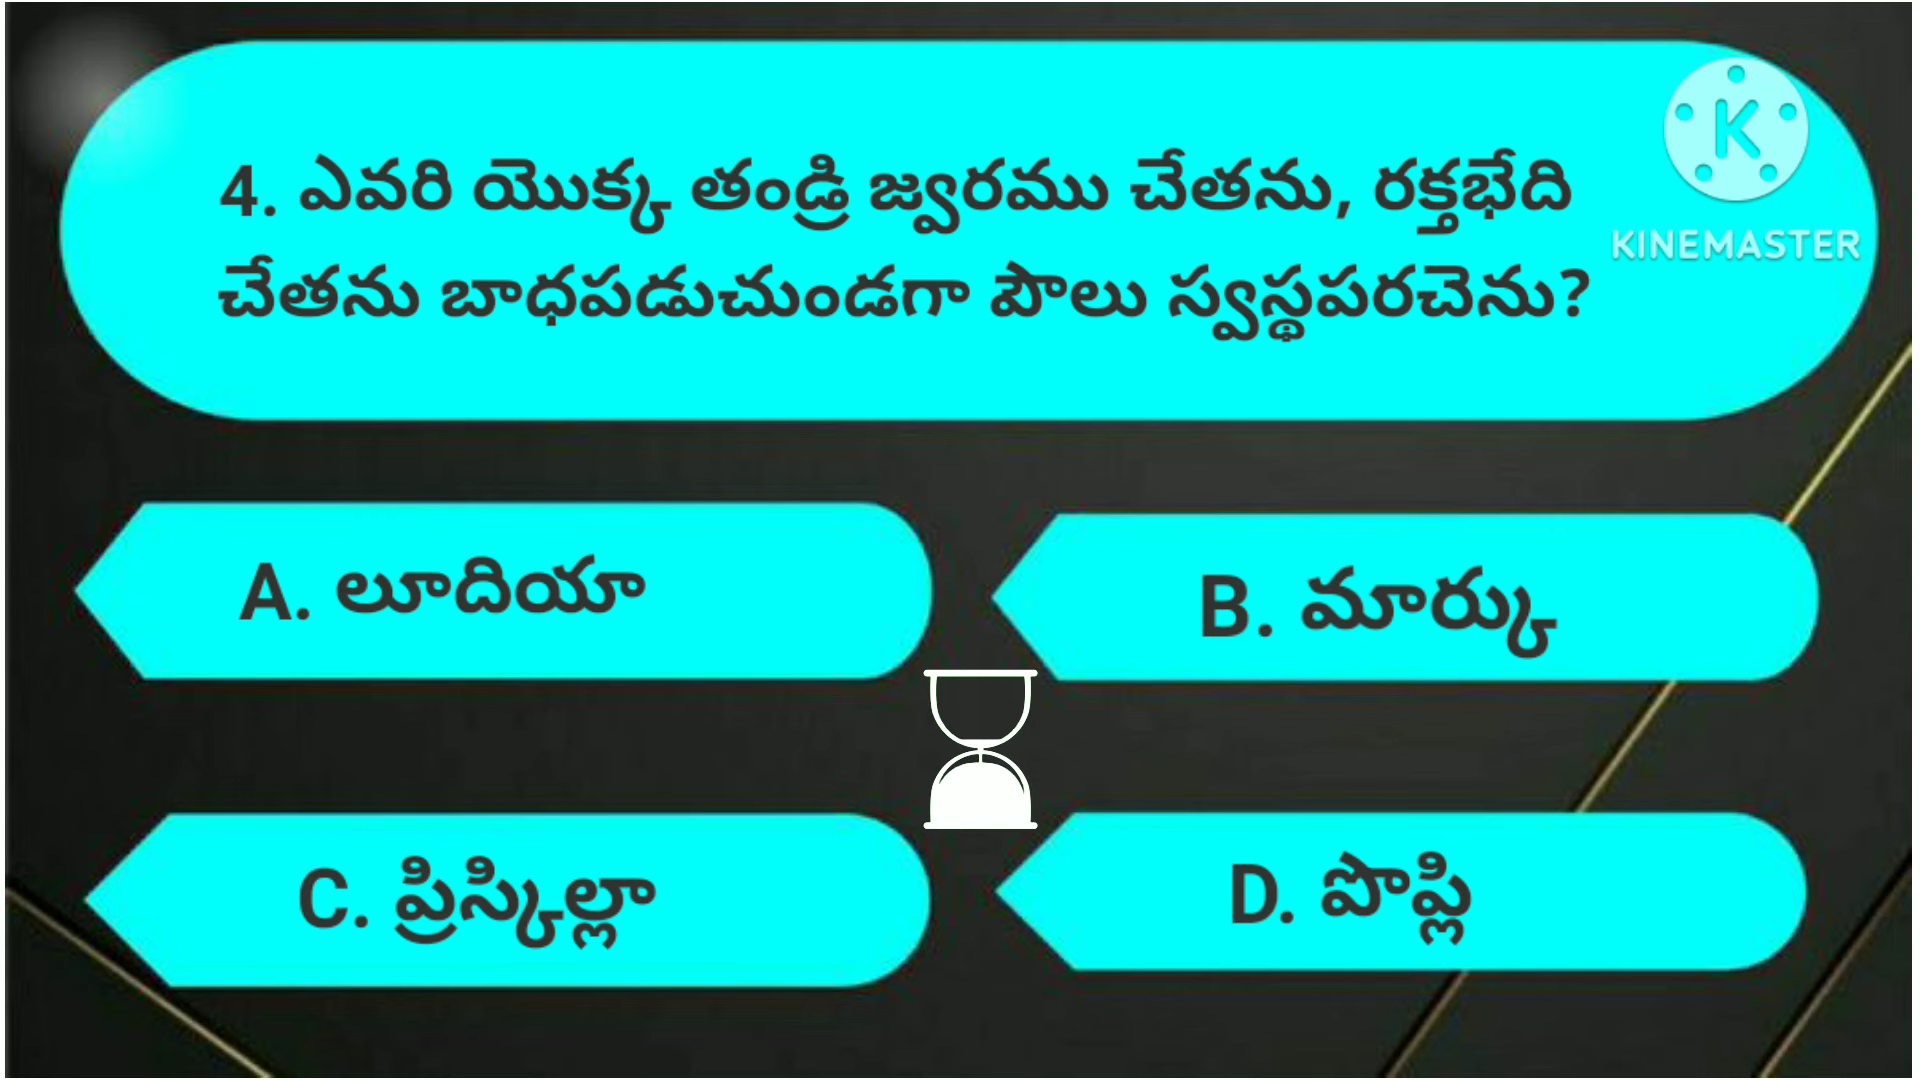 4. ఎవరి యొక్క తండ్రి జ్వరము చేతను, రక్తభేది
చేతను బాధపడుచుండగా పౌలు స్వస్థపరచెను?
K
KINEMASTER
A. లూదియా
B. మార్కు
C. ప్రిస్కిల్లా
D. పొప్లి